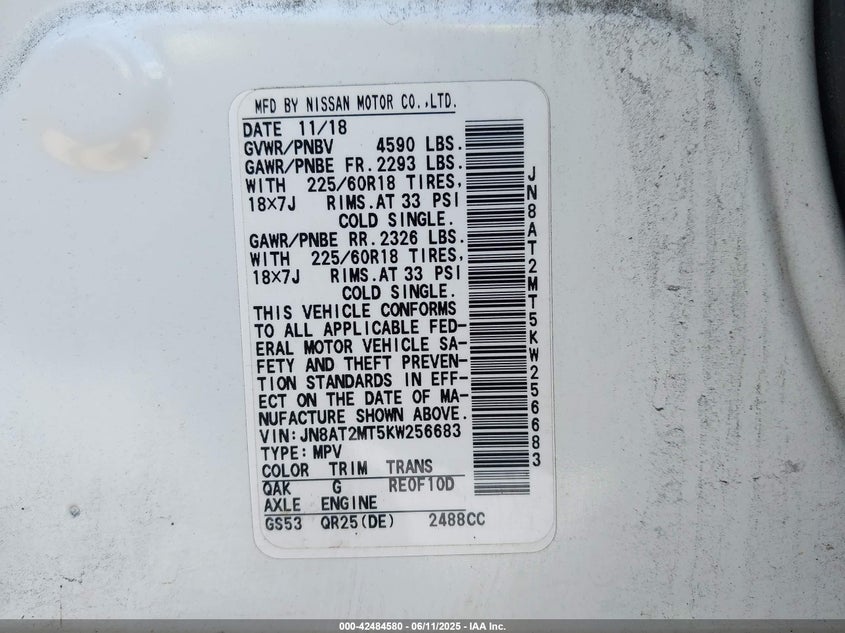 MFD BY NISSAN MOTOR CO.,LTD.
DATE 11/18
GVWR/PNBV 4590 LBS.
GAWR/PNBE FR. 2293 LBS.
WITH 225/60R18 TIRES,
18×7J RIMS.AT 33 PSI
COLD SINGLE.
GAWR/PNBE RR. 2326 LBS.
WITH 225/60R18 TIRES,
18×7J RIMS.AT 33 PSI
COLD SINGLE.
THIS VEHICLE CONFORMS
TO ALL APPLICABLE FED-
ERAL MOTOR VEHICLE SA-
FETY AND THEFT PREVEN-
TION STANDARDS IN EFF-
ECT ON THE DATE OF MA-
NUFACTURE SHOWN ABOVE.
VIN:JN8AT2MT5KW256683
TYPE:MPV
COLOR TRIM TRANS
QAK G RE0F10D
AXLE ENGINE
GS53 QR25(DE) 2488CC
JN8AT2MT5KW256683
000-42484580 - 06/11/2025 - IAA Inc.